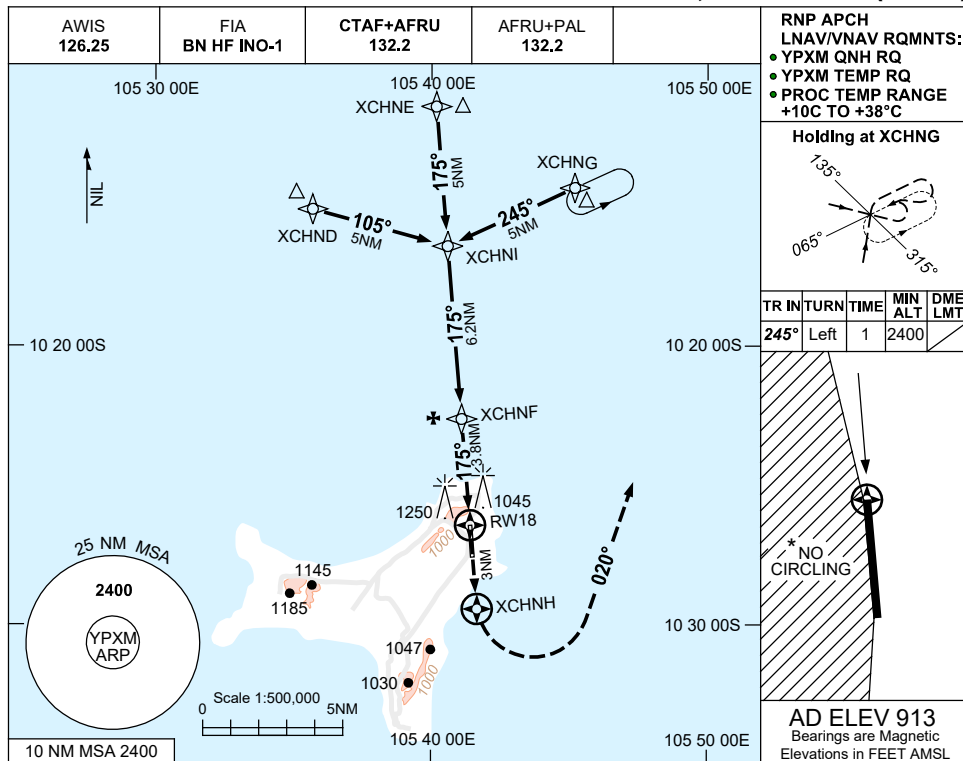 AWIS
126.25
FIA
BN HF INO-1
CTAF+AFRU
132.2
AFRU+PAL
132.2
RNP APCH
LNAV/VNAV RQMNTS:
• YPXM QNH RQ
• YPXM TEMP RQ
• PROC TEMP RANGE
+10C TO +38°C
105 30 00E
105 40 00E
105 50 00E
XCHNE
NIL
175°
5NM
XCHNG
XCHND
105°
5NM
245°
5NM
XCHNI
Holding at XCHNG
135°
065°
315°
TR IN
TURN
TIME
MIN ALT
DME LMT
245°
Left
1
2400
10 20 00S
10 20 00S
175°
6.2NM
XCHNF
175°
3.8NM
1250
1045
RW18
1000
3NM
020°
XCHNH
1145
1185
1047
1030
1000
10 30 00S
25 NM MSA
2400
YPXM
ARP
Scale 1:500,000
0
5NM
10 NM MSA 2400
105 40 00E
105 50 00E
* NO
CIRCLING
AD ELEV 913
Bearings are Magnetic
Elevations in FEET AMSL